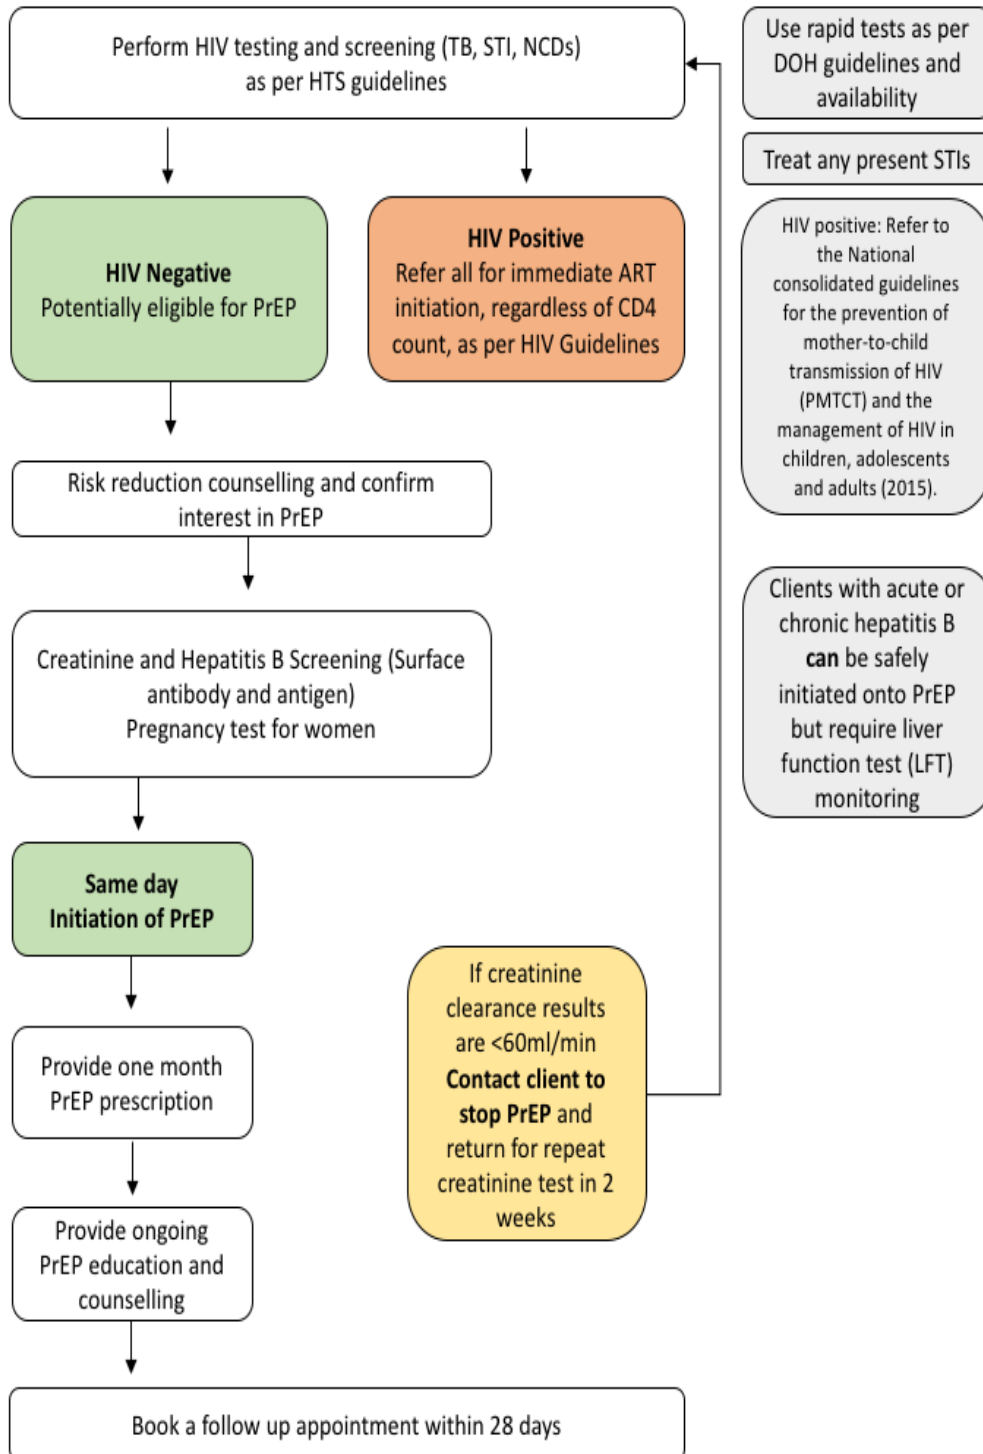 Perform HIV testing and screening (TB, STI, NCDs)
as per HTS guidelines
Use rapid tests as per
DOH guidelines and
availability
Treat any present STIs
HIV Negative
Potentially eligible for PrEP
HIV Positive
Refer all for immediate ART
initiation, regardless of CD4
count, as per HIV Guidelines
HIV positive: Refer to
the National
consolidated guidelines
for the prevention of
mother-to-child
transmission of HIV
(PMTCT) and the
management of HIV in
children, adolescents
and adults (2015).
Risk reduction counselling and confirm
interest in PrEP
Creatinine and Hepatitis B Screening (Surface
antibody and antigen)
Pregnancy test for women
Clients with acute or
chronic hepatitis B
can be safely
initiated onto PrEP
but require liver
function test (LFT)
monitoring
Same day
Initiation of PrEP
If creatinine
clearance results
are <60ml/min
Contact client to
stop PrEP and
return for repeat
creatinine test in 2
weeks
Provide one month
PrEP prescription
Provide ongoing
PrEP education and
counselling
Book a follow up appointment within 28 days